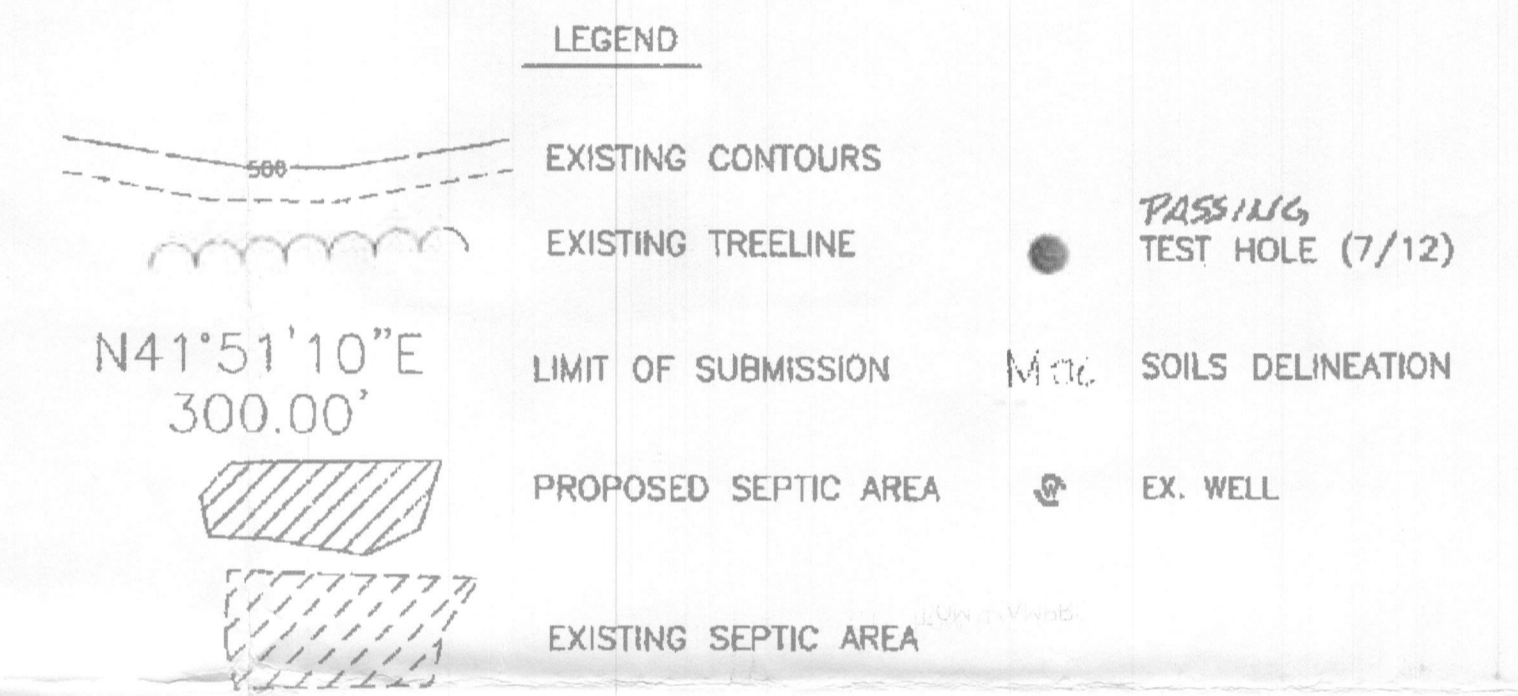 LEGEND
500
EXISTING CONTOURS
EXISTING TREELINE
PASSING
TEST HOLE (7/12)
N41°51'10"E
300.00'
LIMIT OF SUBMISSION
SOILS DELINEATION
PROPOSED SEPTIC AREA
W
EX. WELL
EXISTING SEPTIC AREA